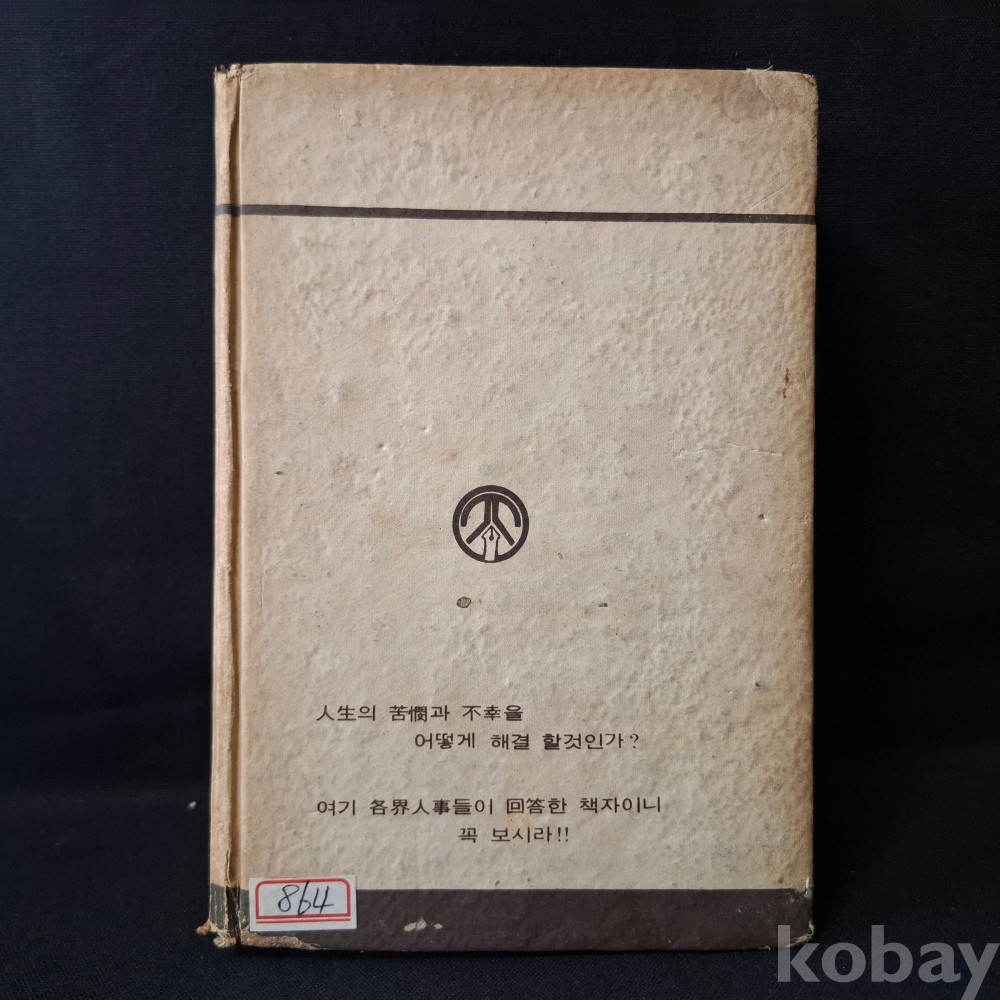 人生의 苦憫과 不幸을
어떻게 해결 할것인가?
여기 各界人事들이 回答한 책자이니
꼭 보시라!!
864
kobay